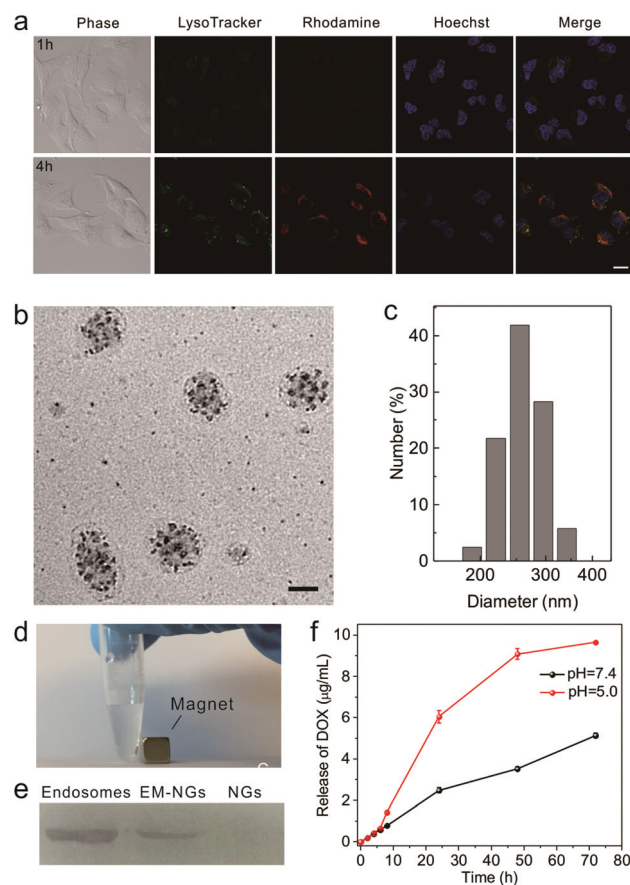 a
Phase LysoTracker Rhodamine Hoechst Merge
1h
4h
b
c
40
30
20
10
0
Number (%)
200 300 400
Diameter (nm)
d
Magnet
e
Endosomes EM-NGs NGs
f
10
8
6
4
2
0
Release of DOX (μg/mL)
pH=7.4
pH=5.0
0 10 20 30 40 50 60 70 80
Time (h)